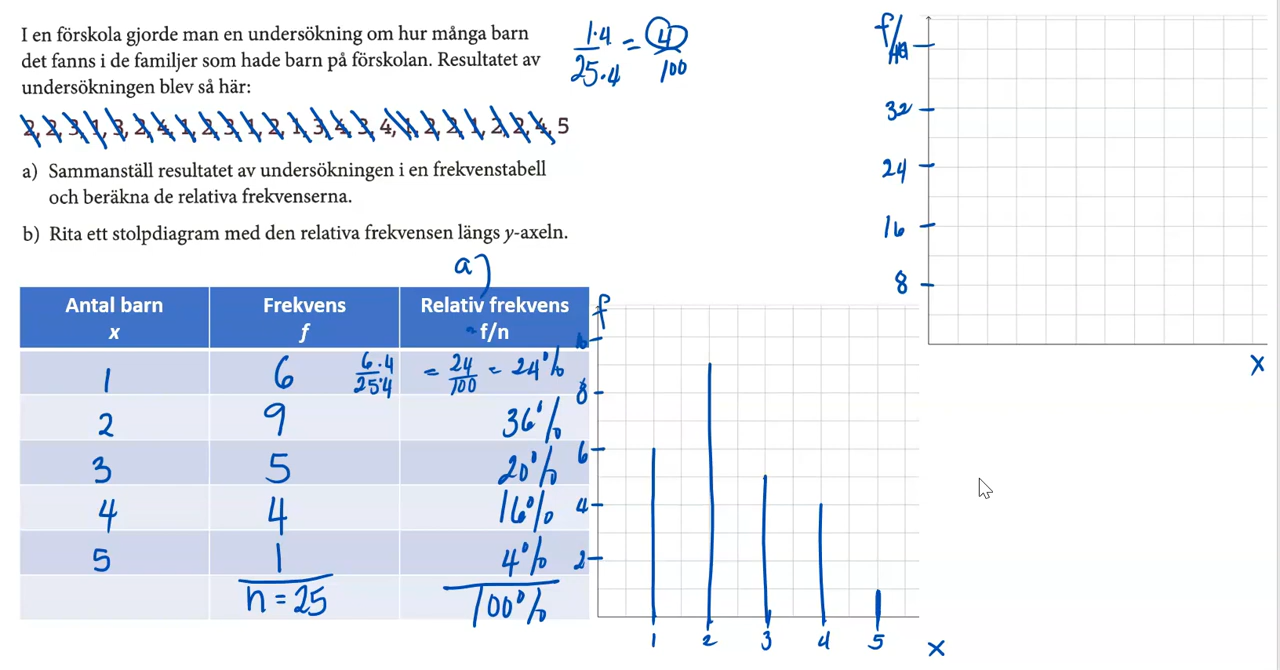 I en förskola gjorde man en undersökning om hur många barn
det fanns i de familjer som hade barn på förskolan. Resultatet av
undersökningen blev så här:
2, 2, 3, 1, 3, 2, 4, 1, 2, 3, 1, 2, 1, 3, 4, 3, 4, 1, 2, 2, 1, 2, 2, 4, 5
a) Sammanställ resultatet av undersökningen i en frekvenstabell
och beräkna de relativa frekvenserna.
b) Rita ett stolpdiagram med den relativa frekvensen längs y-axeln.
1·4/25·4 = 4/100
a)
Antal barn x Frekvens f Relativ frekvens f/n
1 6 6·4/25·4 = 24/100 = 24%
2 9 36%
3 5 20%
4 4 16%
5 1 4%
n = 25 100%
f
10
8
6
4
2
1 2 3 4 5 x
f/
40
32
24
16
8
x